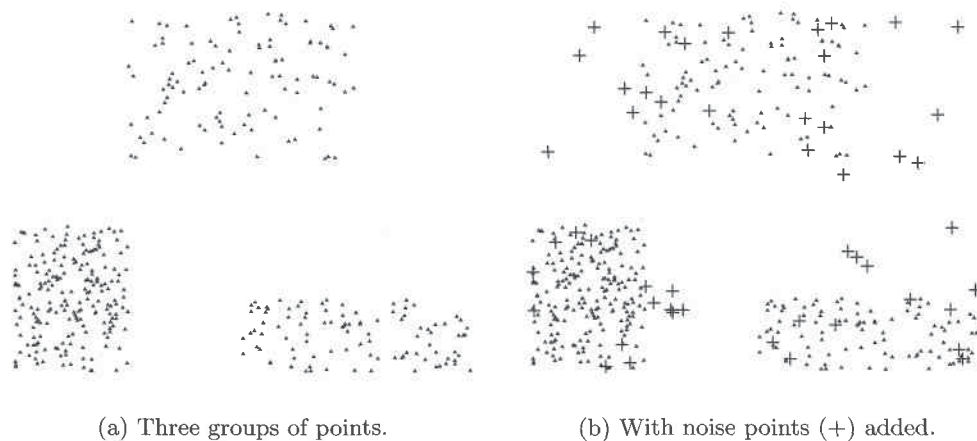 (a) Three groups of points.
(b) With noise points (+) added.